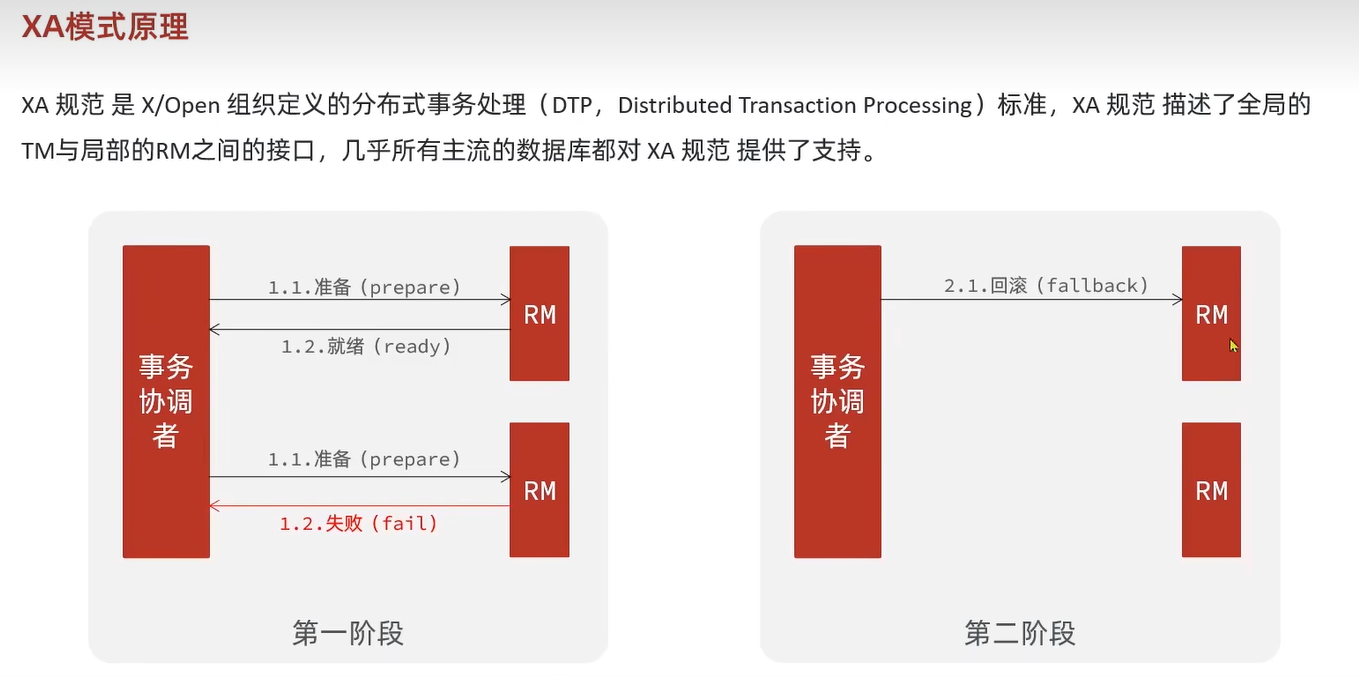 XA模式原理
XA 规范 是 X/Open 组织定义的分布式事务处理（DTP，Distributed Transaction Processing）标准，XA 规范 描述了全局的
TM与局部的RM之间的接口，几乎所有主流的数据库都对 XA 规范 提供了支持。
事务
协调
者
1.1.准备（prepare）
1.2.就绪（ready）
RM
1.1.准备（prepare）
1.2.失败（fail）
RM
第一阶段
事务
协调
者
2.1.回滚（fallback）
RM
RM
第二阶段